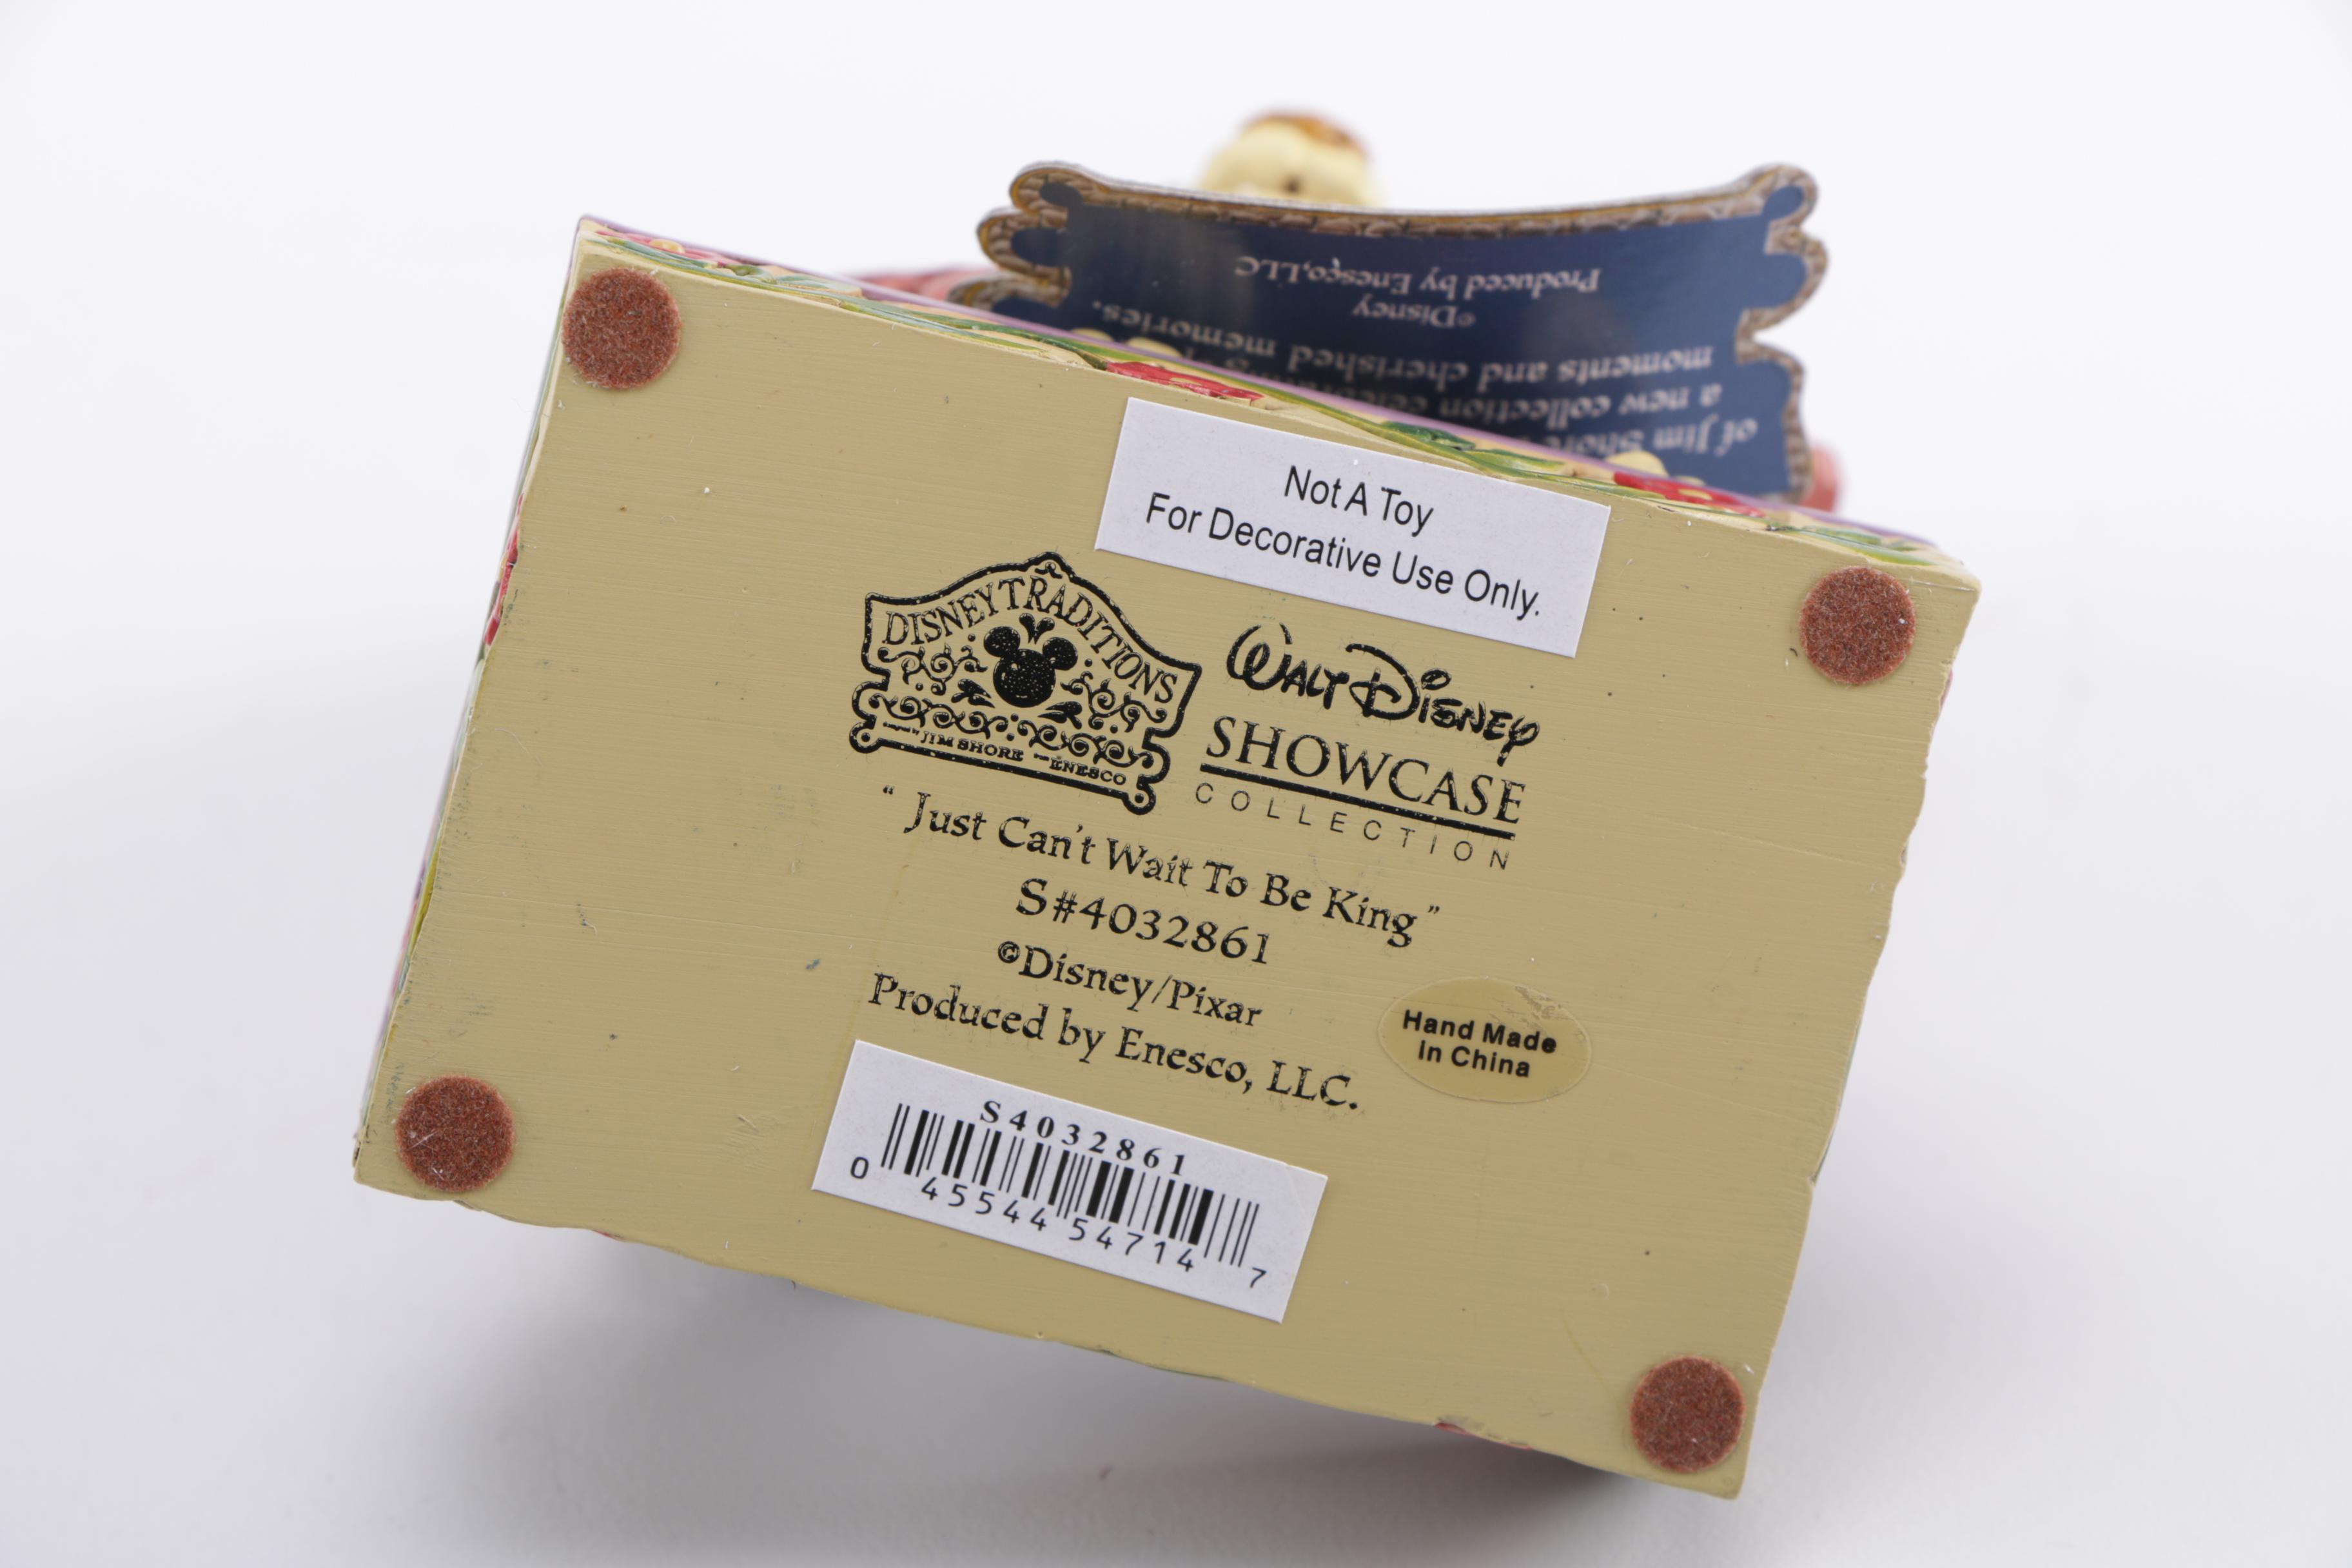 Produced by Enesco, LLC
©Disney
moments and cherished memories.
a new collection
of Jim Shore
Not A Toy
For Decorative Use Only.
DISNEY TRADITIONS
JIM SHORE ENESCO
WALT DISNEY
SHOWCASE
COLLECTION
“ Just Can't Wait To Be King ”
S#4032861
©Disney/Pixar
Produced by Enesco, LLC.
Hand Made
In China
S4032861
0 45544 54714 7